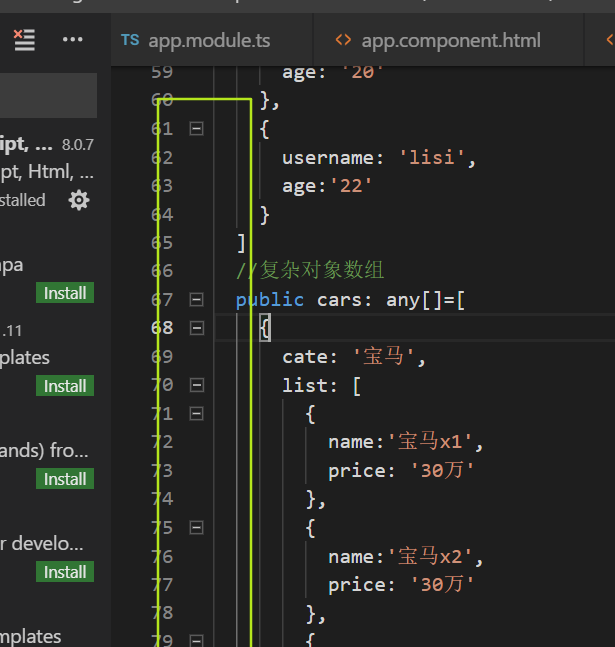 TS app.module.ts
<> app.component.html
59 age: '20'
60 },
ipt, ... 8.0.7
61 {
pt, Html, ...
62 username: 'lisi',
stalled
63 age:'22'
64 }
65 ]
pa
66 //复杂对象数组
Install
67 public cars: any[]=[
.11
68 {
mplates
69 cate: '宝马',
Install
70 list: [
71 {
ands) fro...
72 name:'宝马x1',
Install
73 price: '30万'
74 },
r develo...
75 {
Install
76 name:'宝马x2',
77 price: '30万'
78 },
mplates
79 {